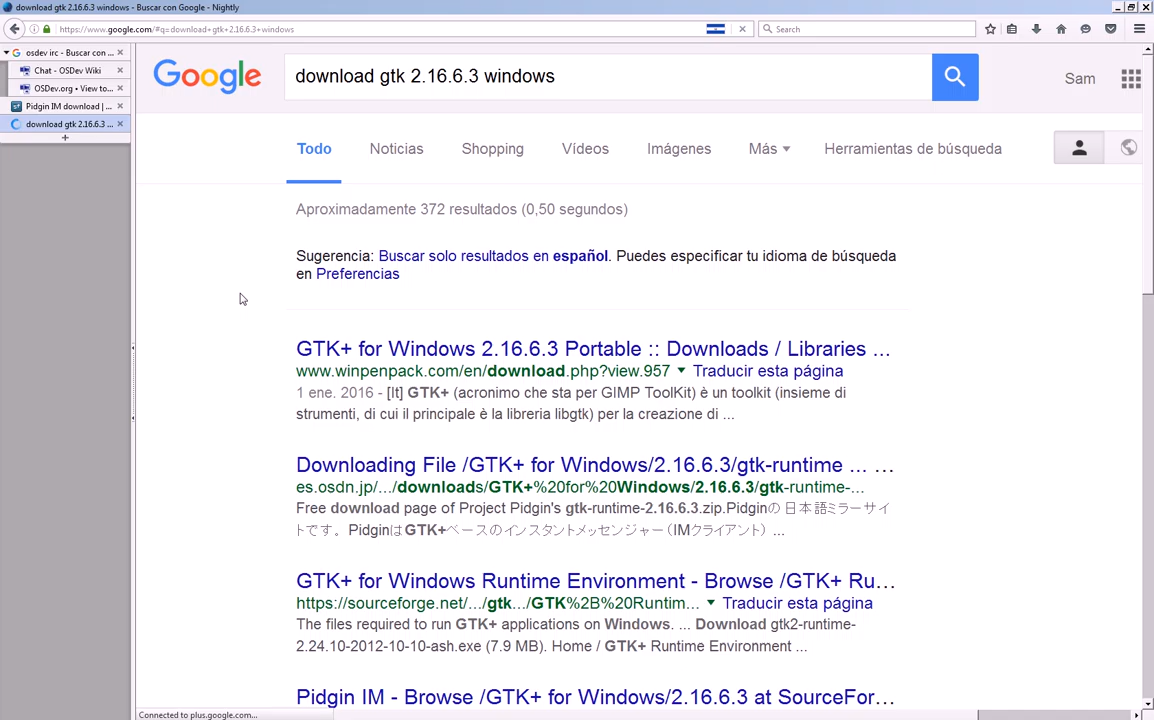 download gtk 2.16.6.3 windows - Buscar con Google - Nightly
https://www.google.com/#q=download+gtk+2.16.6.3+windows
Search
osdev irc - Buscar con ...
Chat - OSDev Wiki
OSDev.org • View to...
Pidgin IM download | ...
download gtk 2.16.6.3 ...
Google
download gtk 2.16.6.3 windows
Sam
Todo
Noticias
Shopping
Vídeos
Imágenes
Más
Herramientas de búsqueda
Aproximadamente 372 resultados (0,50 segundos)
Sugerencia: Buscar solo resultados en español. Puedes especificar tu idioma de búsqueda
en Preferencias
GTK+ for Windows 2.16.6.3 Portable :: Downloads / Libraries ...
www.winpenpack.com/en/download.php?view.957 Traducir esta página
1 ene. 2016 - [It] GTK+ (acronimo che sta per GIMP ToolKit) è un toolkit (insieme di
strumenti, di cui il principale è la libreria libgtk) per la creazione di ...
Downloading File /GTK+ for Windows/2.16.6.3/gtk-runtime ... ...
es.osdn.jp/.../downloads/GTK+%20for%20Windows/2.16.6.3/gtk-runtime-...
Free download page of Project Pidgin's gtk-runtime-2.16.6.3.zip.Pidginの日本語ミラーサイ
トです。PidginはGTK+ベースのインスタントメッセンジャー(IMクライアント) ...
GTK+ for Windows Runtime Environment - Browse /GTK+ Ru...
https://sourceforge.net/.../gtk.../GTK%2B%20Runtim... Traducir esta página
The files required to run GTK+ applications on Windows. ... Download gtk2-runtime-
2.24.10-2012-10-10-ash.exe (7.9 MB). Home / GTK+ Runtime Environment ...
Pidgin IM - Browse /GTK+ for Windows/2.16.6.3 at SourceFor...
Connected to plus.google.com...